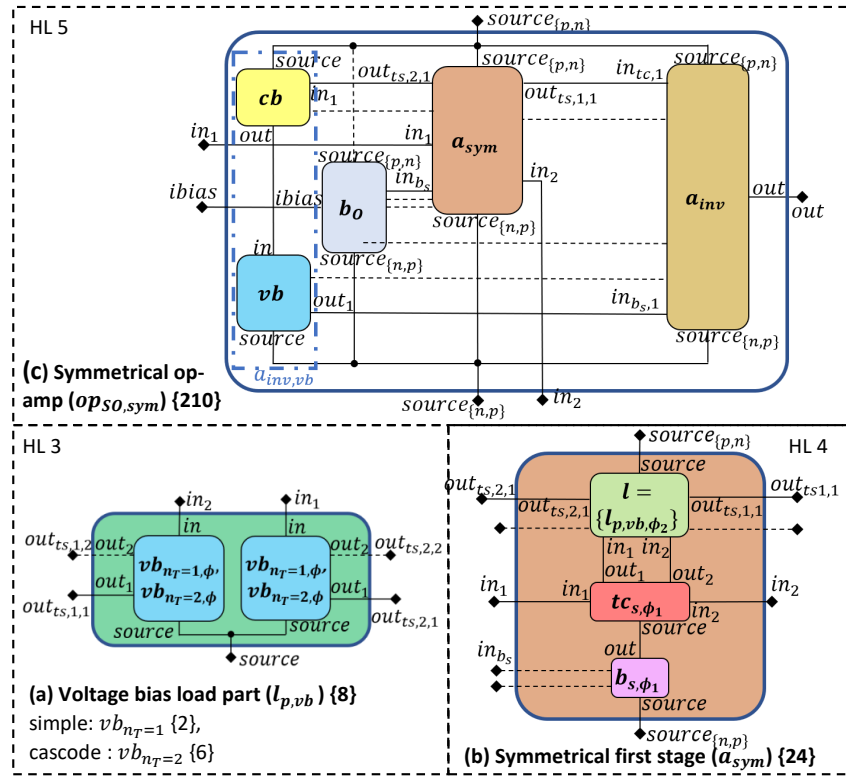 HL 5
source_{p,n}
source
out_{ts,2,1}
source_{p,n}
in_{tc,1}
source_{p,n}
cb
in_1
out_{ts,1,1}
in_1
out
in_1
a_{sym}
source_{p,n}
in_{b_s}
in_2
ibias
ibias
b_O
a_{inv}
out
out
source_{n,p}
in
source_{n,p}
vb
out_1
in_{b_s,1}
source
source_{n,p}
a_{inv,vb}
(c) Symmetrical op-
amp (op_{SO,sym}) {210}
source_{n,p}
in_2
HL 3
in_2
in_1
in
in
out_{ts,1,2}
out_2
out_2
out_{ts,2,2}
vb_{n_T=1,ϕ},
vb_{n_T=2,ϕ}
vb_{n_T=1,ϕ},
vb_{n_T=2,ϕ}
out_1
out_1
out_{ts,1,1}
out_{ts,2,1}
source
source
source
(a) Voltage bias load part (l_{p,vb} ) {8}
simple: vb_{n_T=1} {2},
cascode : vb_{n_T=2} {6}
HL 4
source_{p,n}
source
out_{ts,2,1}
out_{ts1,1}
out_{ts,2,1}
l =
{l_{p,vb,ϕ_2}}
out_{ts,1,1}
in_1
in_2
out_1
out_2
in_1
in_1
tc_{s,ϕ_1}
in_2
in_2
source
out
in_{b_s}
b_{s,ϕ_1}
source
source_{n,p}
(b) Symmetrical first stage (a_{sym}) {24}